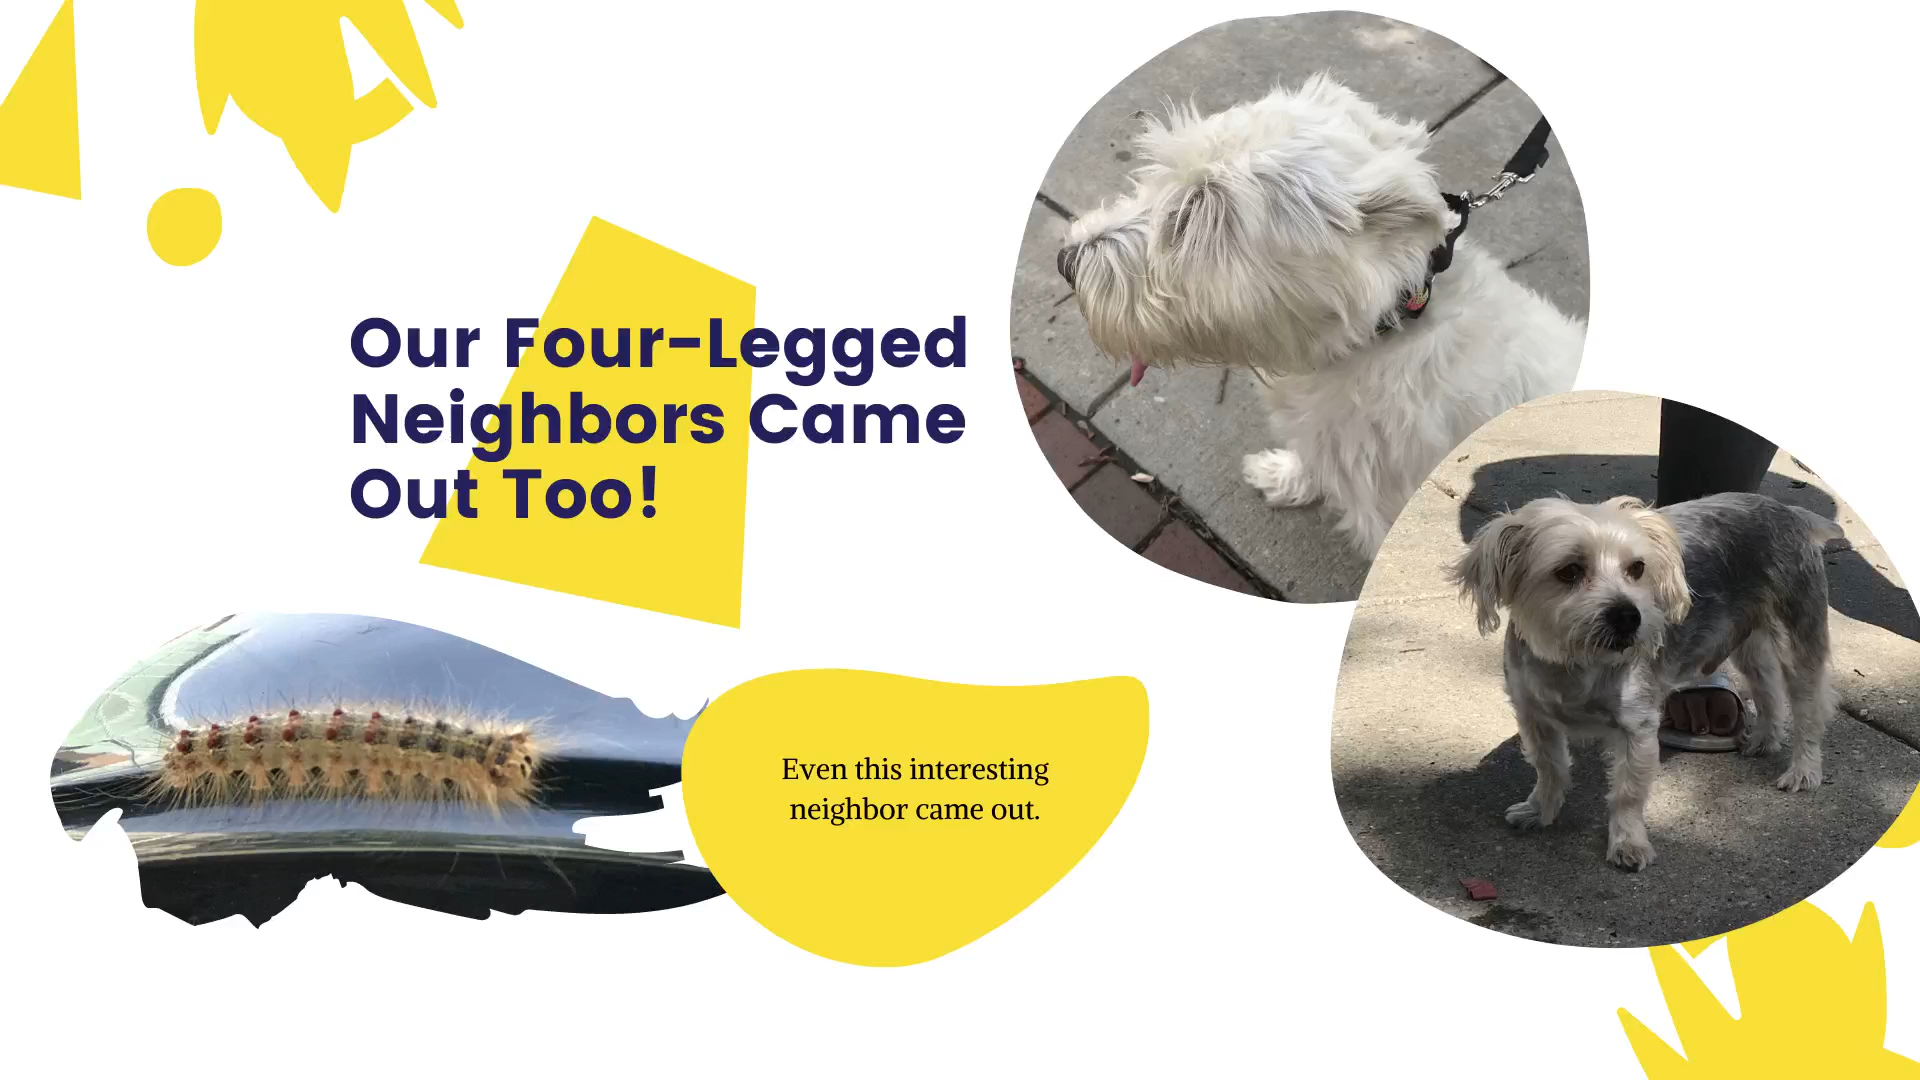 Our Four-Legged
Neighbors Came
Out Too!
Even this interesting
neighbor came out.